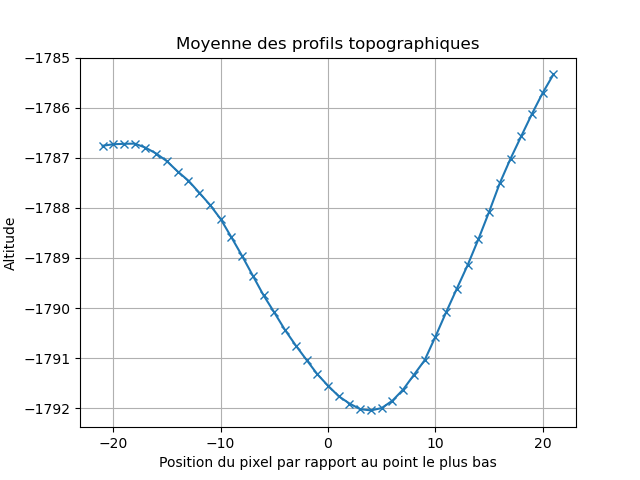 Moyenne des profils topographiques
−1785
−1786
−1787
−1788
−1789
−1790
−1791
−1792
Altitude
−20 −10 0 10 20
Position du pixel par rapport au point le plus bas